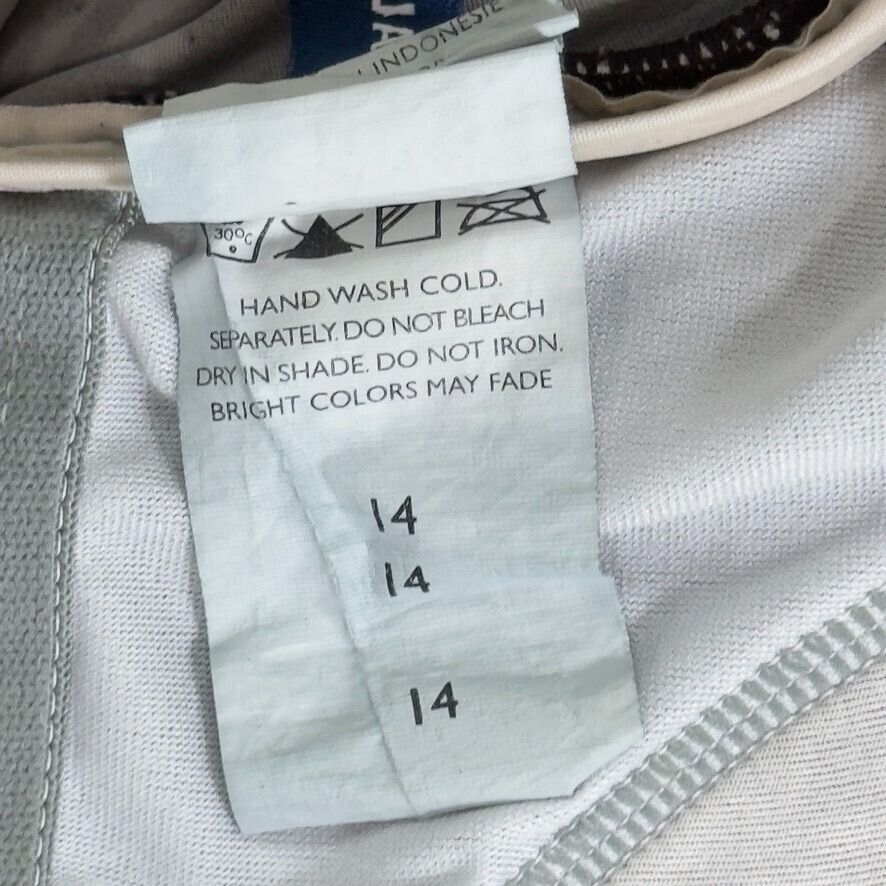 INDONESIE
30°C
HAND WASH COLD.
SEPARATELY. DO NOT BLEACH
DRY IN SHADE. DO NOT IRON.
BRIGHT COLORS MAY FADE
14
14
14